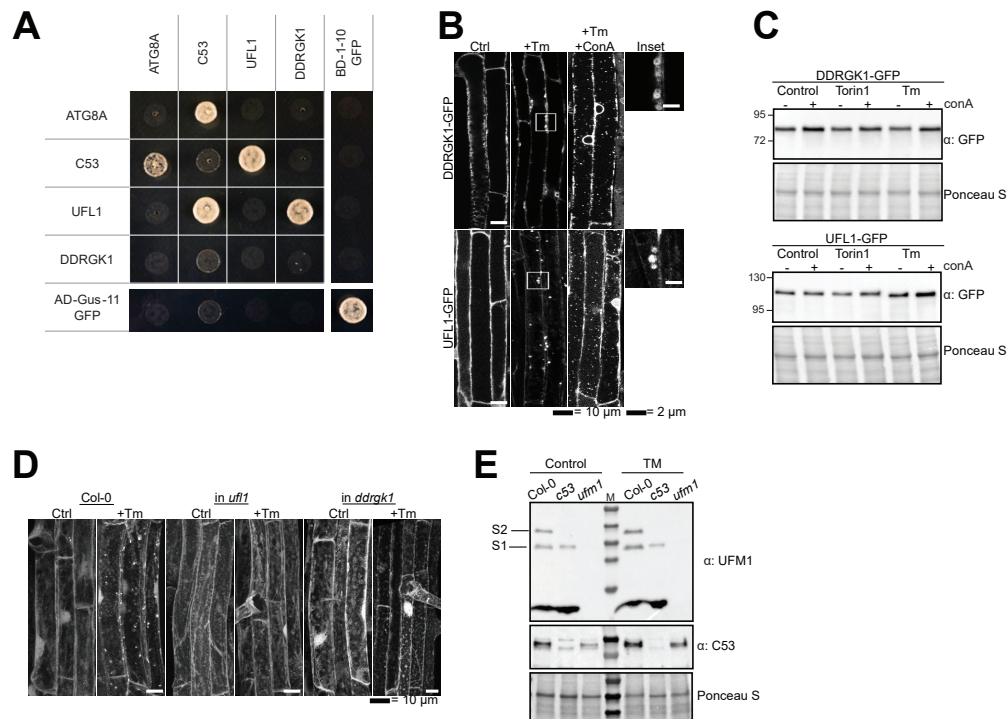 A
ATG8A
C53
UFL1
DDRGK1
BD-1-10
GFP
ATG8A
C53
UFL1
DDRGK1
AD-Gus-11
GFP
B
Ctrl
+Tm
+Tm
+ConA
Inset
DDRGK1-GFP
UFL1-GFP
= 10 µm
= 2 µm
C
DDRGK1-GFP
Control Torin1 Tm
- + - + - + conA
95
72
α: GFP
Ponceau S
UFL1-GFP
Control Torin1 Tm
- + - + - + conA
130
95
α: GFP
Ponceau S
D
Col-0 in ufl1 in ddrgk1
Ctrl +Tm Ctrl +Tm Ctrl +Tm
= 10 µm
E
Control TM
Col-0 c53 ufm1 M Col-0 c53 ufm1
S2
S1
α: UFM1
α: C53
Ponceau S